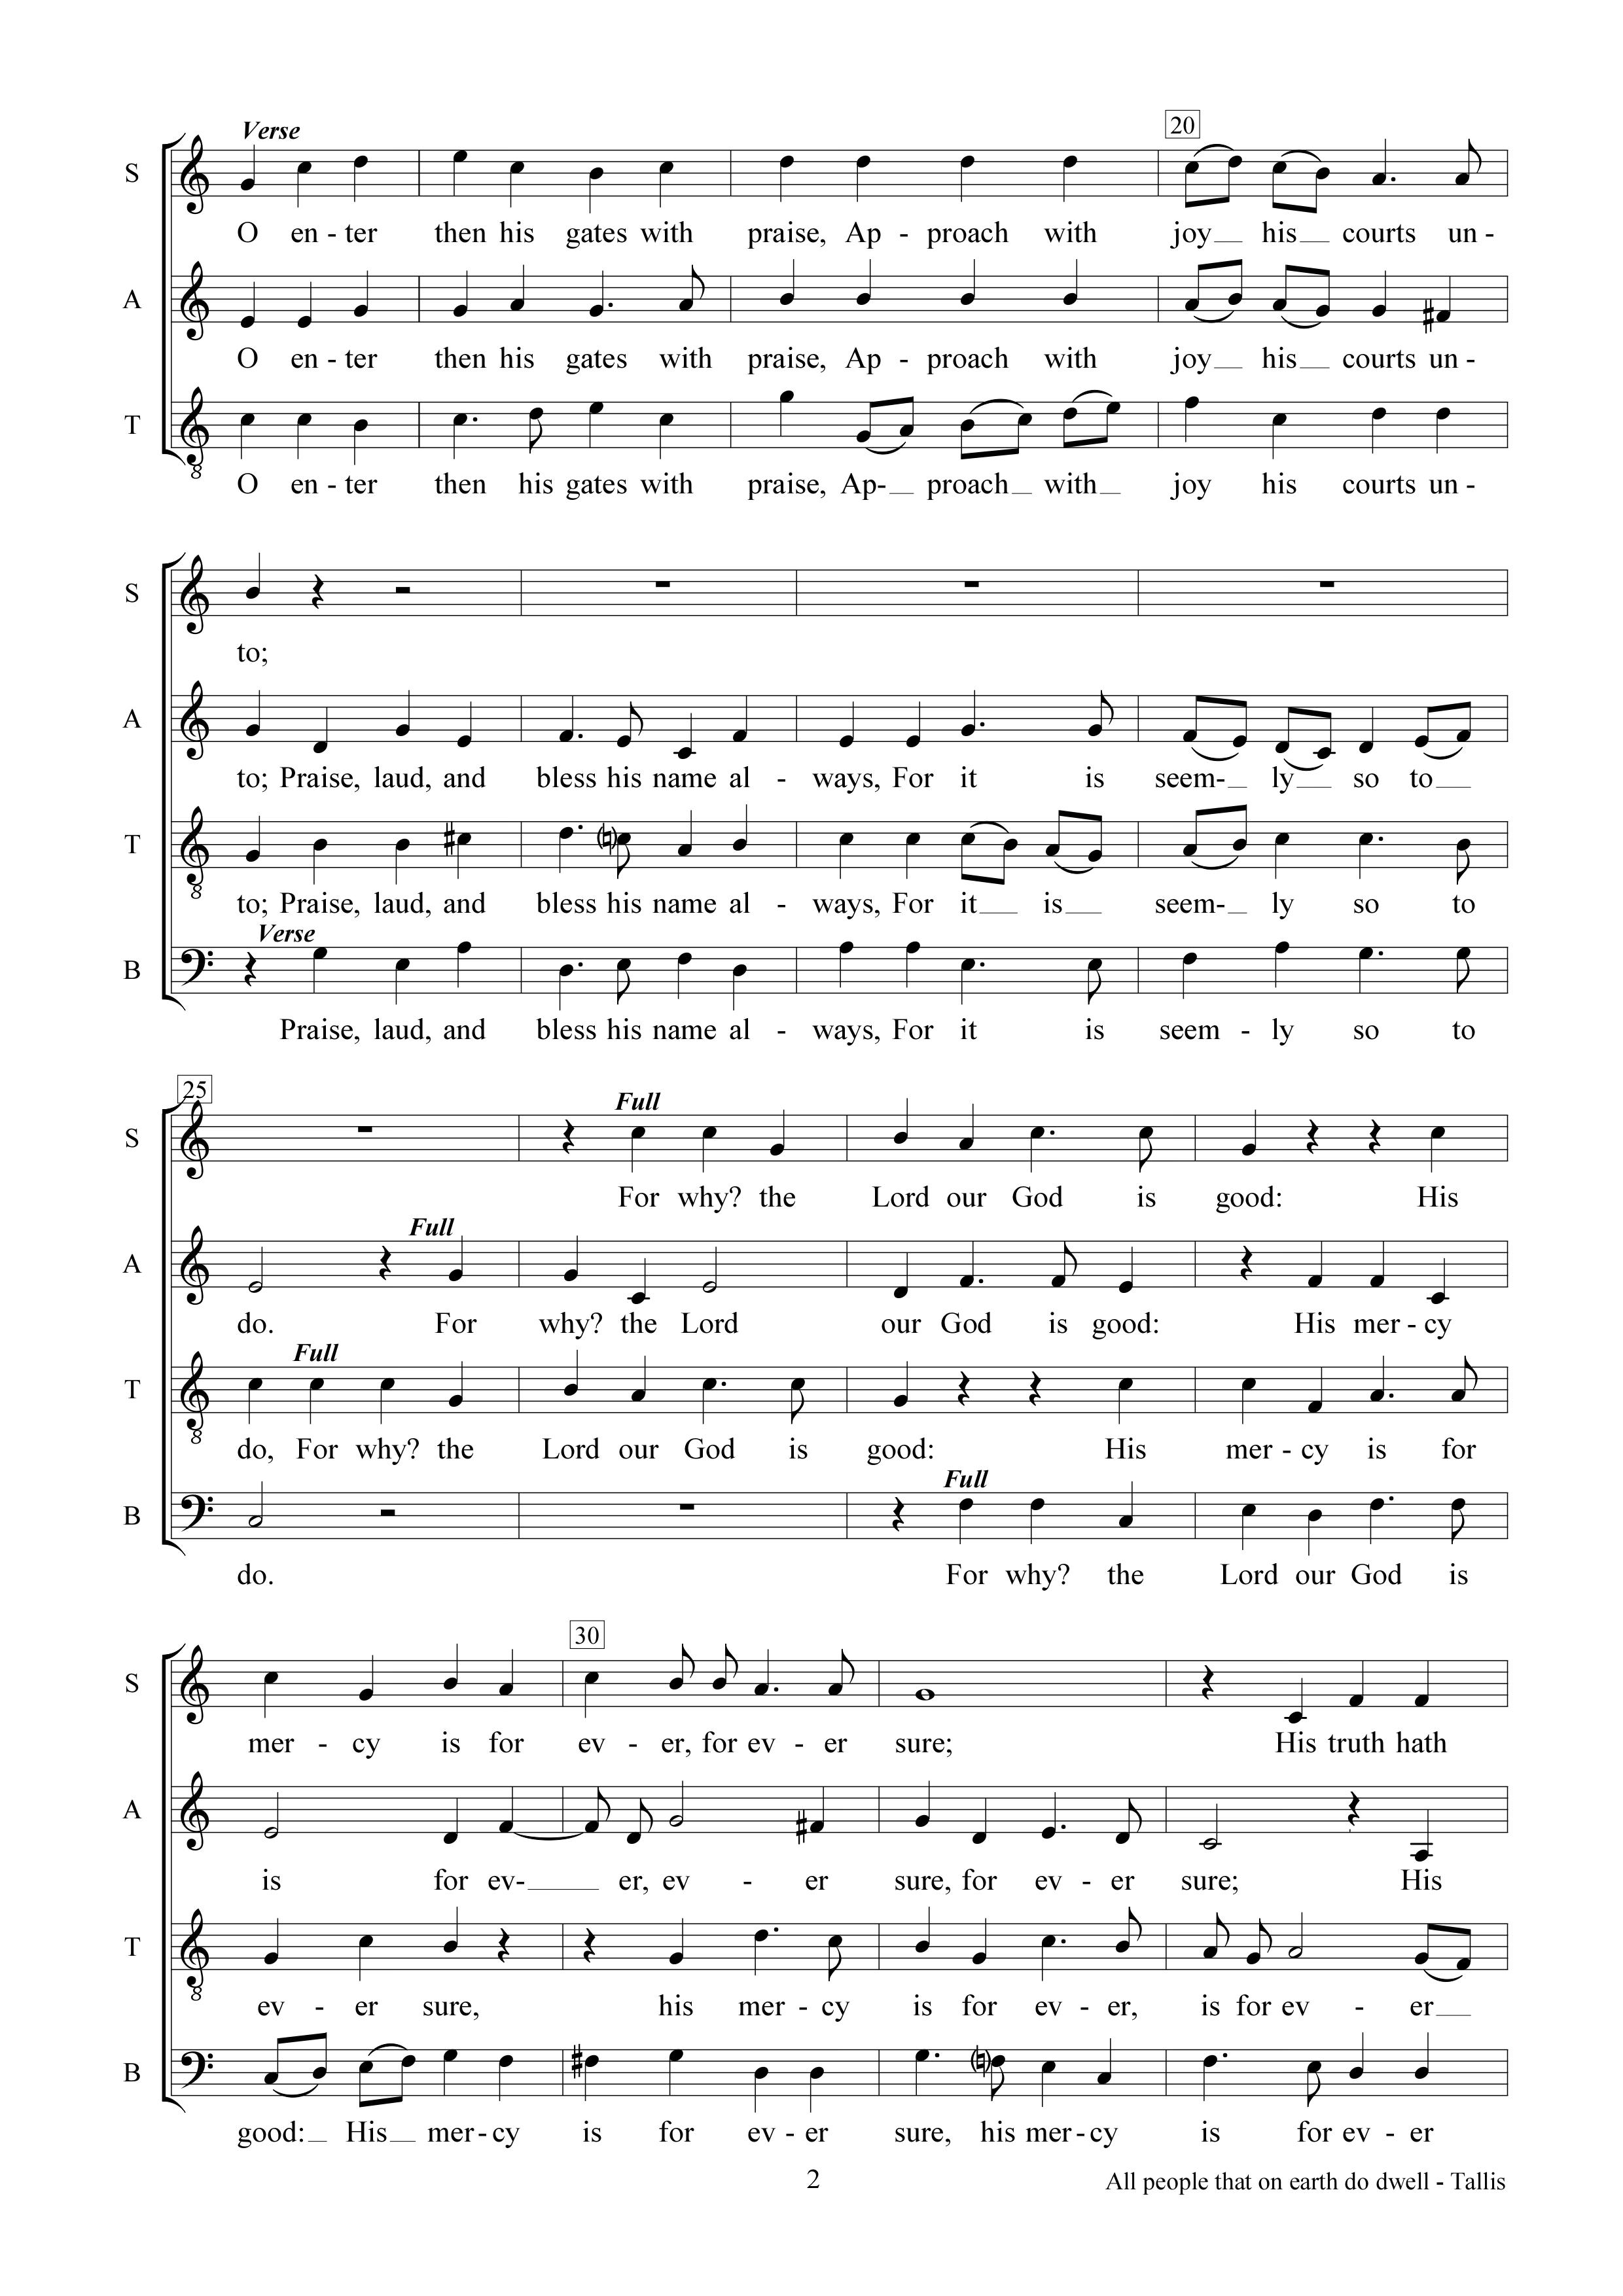 Verse
20
S
O en - ter then his gates with praise, Ap - proach with joy his courts un -
A
O en - ter then his gates with praise, Ap - proach with joy his courts un -
T
8
O en - ter then his gates with praise, Ap- proach with joy his courts un -
S
to;
A
to; Praise, laud, and bless his name al - ways, For it is seem- ly so to
T
8
to; Praise, laud, and bless his name al - ways, For it is seem- ly so to
Verse
B
Praise, laud, and bless his name al - ways, For it is seem - ly so to
25
Full
S
For why? the Lord our God is good: His
Full
A
do. For why? the Lord our God is good: His mer - cy
Full
T
8
do, For why? the Lord our God is good: His mer - cy is for
Full
B
do. For why? the Lord our God is
30
S
mer - cy is for ev - er, for ev - er sure; His truth hath
A
is for ev- er, ev - er sure, for ev - er sure; His
T
8
ev - er sure, his mer - cy is for ev - er, is for ev - er
B
good: His mer - cy is for ev - er sure, his mer - cy is for ev - er
2
All people that on earth do dwell - Tallis